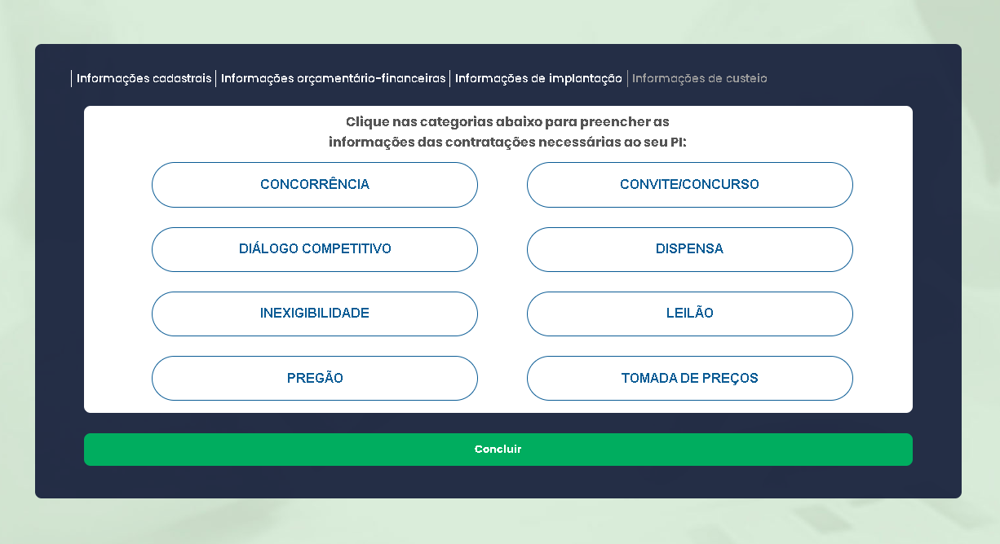 Informações cadastrais Informações orçamentário-financeiras Informações de implantação Informações de custeio
Clique nas categorias abaixo para preencher as
informações das contratações necessárias ao seu PI:
CONCORRÊNCIA CONVITE/CONCURSO
DIÁLOGO COMPETITIVO DISPENSA
INEXIGIBILIDADE LEILÃO
PREGÃO TOMADA DE PREÇOS
Concluir